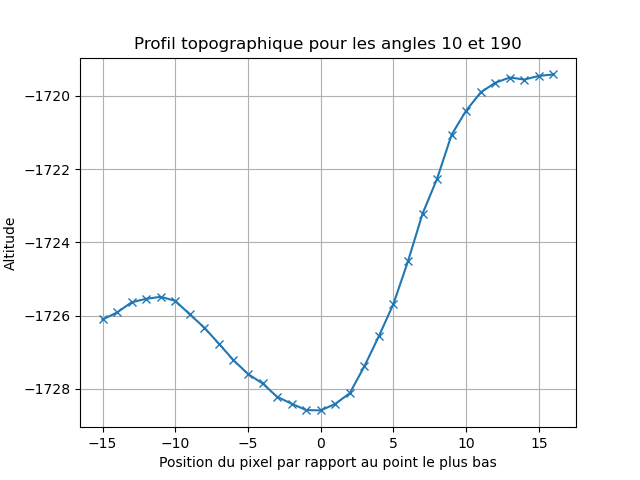 Profil topographique pour les angles 10 et 190
Altitude
−1720
−1722
−1724
−1726
−1728
−15 −10 −5 0 5 10 15
Position du pixel par rapport au point le plus bas